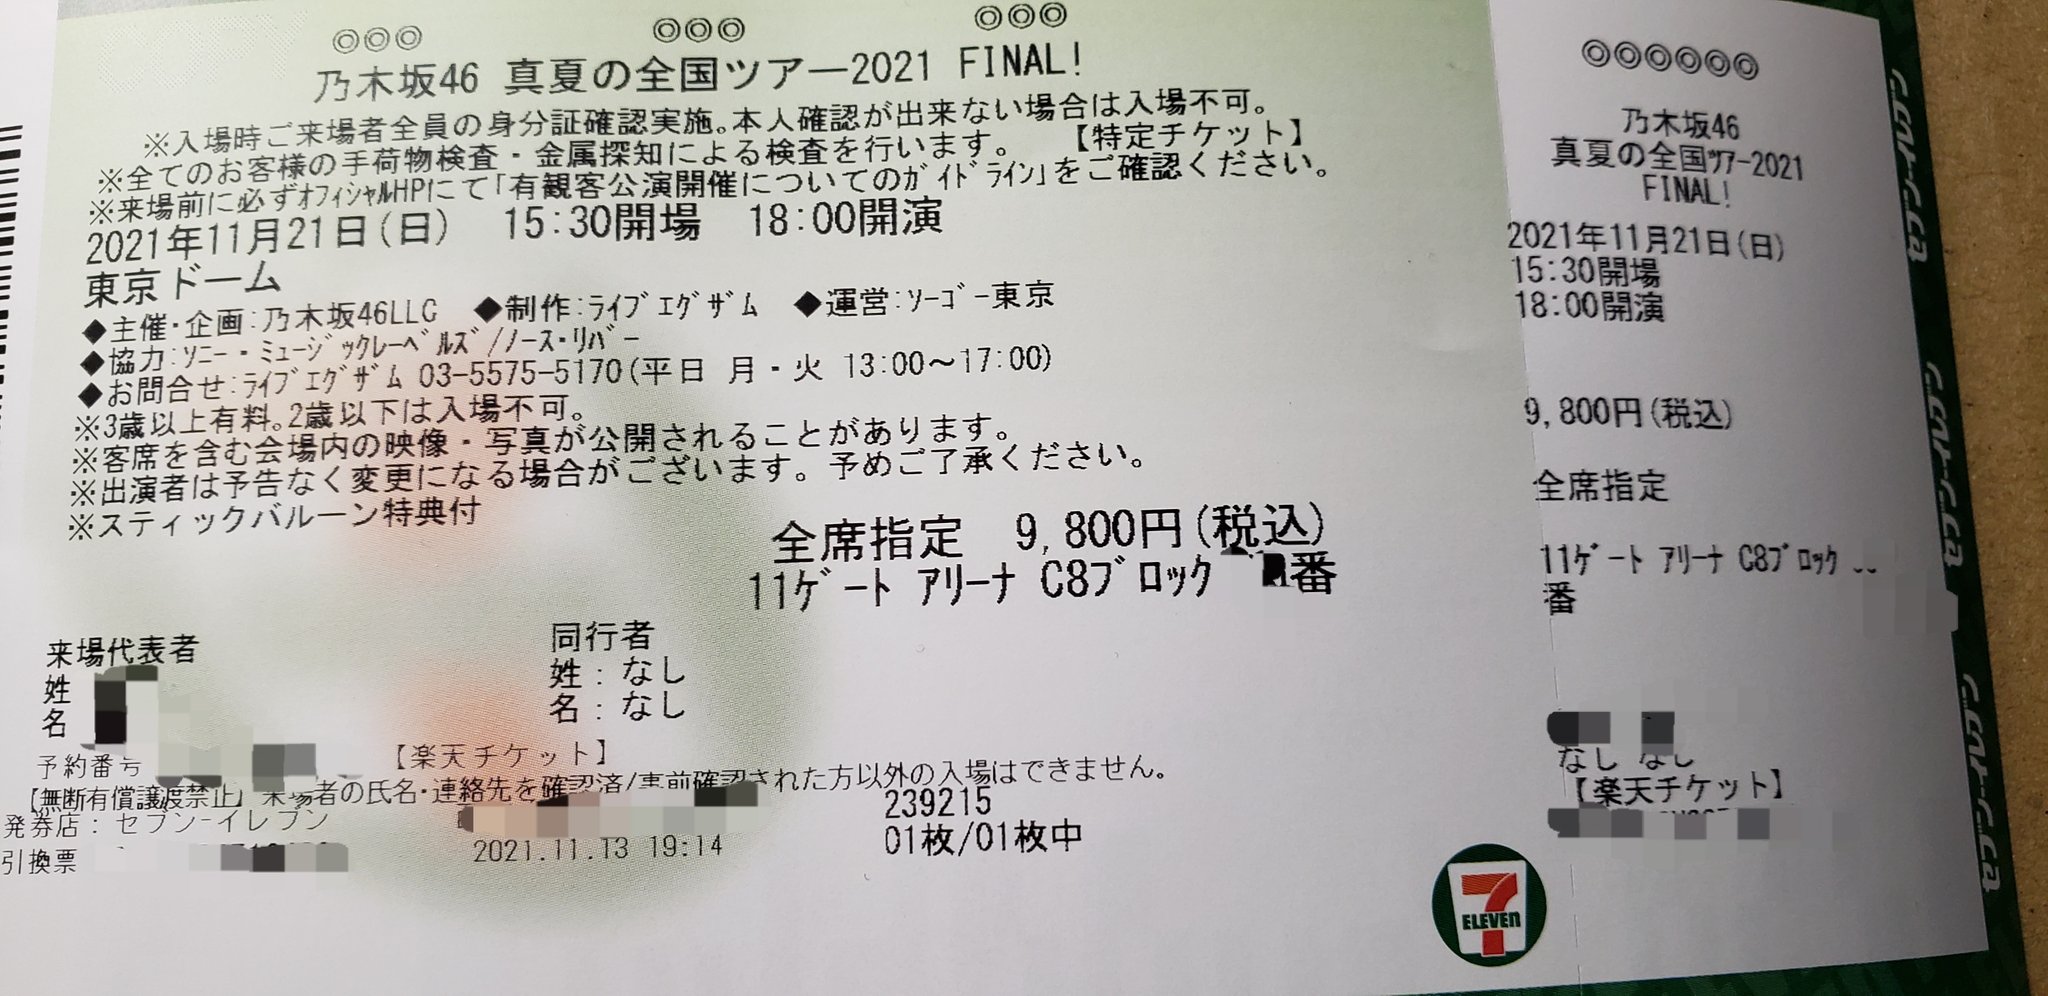 ◎◎◎ ◎◎◎ ◎◎◎
乃木坂46 真夏の全国ツアー2021 FINAL!
※入場時ご来場者全員の身分証確認実施。本人確認が出来ない場合は入場不可。
※全てのお客様の手荷物検査・金属探知による検査を行います。 【特定チケット】
※来場前に必ずｵﾌｨｼｬﾙHPにて「有観客公演開催についてのｶﾞｲﾄﾞﾗｲﾝ」をご確認ください。
2021年11月21日(日) 15:30開場 18:00開演
東京ドーム
◆主催・企画:乃木坂46LLC ◆制作:ﾗｲﾌﾞｴｸﾞｻﾞﾑ ◆運営:ｿｰｺﾞｰ東京
◆協力:ｿﾆｰ・ﾐｭｰｼﾞｯｸﾚｰﾍﾞﾙｽﾞ/ﾉｰｽ・ﾘﾊﾞｰ
◆お問合せ:ﾗｲﾌﾞｴｸﾞｻﾞﾑ 03-5575-5170(平日 月・火 13:00～17:00)
※3歳以上有料。2歳以下は入場不可。
※客席を含む会場内の映像・写真が公開されることがあります。
※出演者は予告なく変更になる場合がございます。予めご了承ください。
※スティックバルーン特典付
全席指定 9,800円(税込)
11ｹﾞｰﾄ ｱﾘｰﾅ C8ﾌﾞﾛｯｸ 番
来場代表者
姓
名
同行者
姓：なし
名：なし
予約番号 【楽天チケット】
【無断有償譲渡禁止】来場者の氏名・連絡先を確認済/事前確認された方以外の入場はできません。
発券店：セブン-イレブン 239215
引換票 2021.11.13 19:14 01枚/01枚中
7
ELEVEN
◎◎◎◎◎◎
乃木坂46
真夏の全国ﾂｱｰ2021
FINAL!
2021年11月21日(日)
15:30開場
18:00開演
9,800円(税込)
全席指定
11ｹﾞｰﾄ ｱﾘｰﾅ C8ﾌﾞﾛｯｸ
番
なし なし
【楽天チケット】
セブン-イレブン
セブン-イレブン
セブン-イレブン